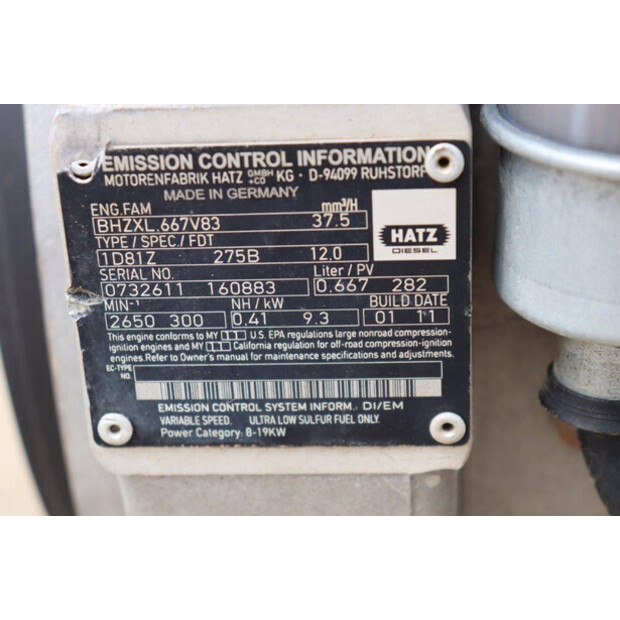 EMISSION CONTROL INFORMATION
MOTORENFABRIK HATZ GMBH +CO KG · D-94099 RUHSTORF
MADE IN GERMANY
ENG.FAM mm³/H
BHZXL.667V83 37.5
HATZ
DIESEL
TYPE / SPEC / FDT
1D81Z 275B 12.0
SERIAL NO. Liter / PV
0732611 160883 0.667 282
MIN-¹ NH / kW BUILD DATE
2650 300 0.41 9.3 01 11
This engine conforms to MY 11 U.S. EPA regulations large nonroad compression-
ignition engines and MY 11 California regulation for off-road compression-ignition
engines.Refer to Owner's manual for maintenance specifications and adjustments.
EC-TYPE
NO.
EMISSION CONTROL SYSTEM INFORM. DI/EM
VARIABLE SPEED. ULTRA LOW SULFUR FUEL ONLY.
Power Category: 8-19KW